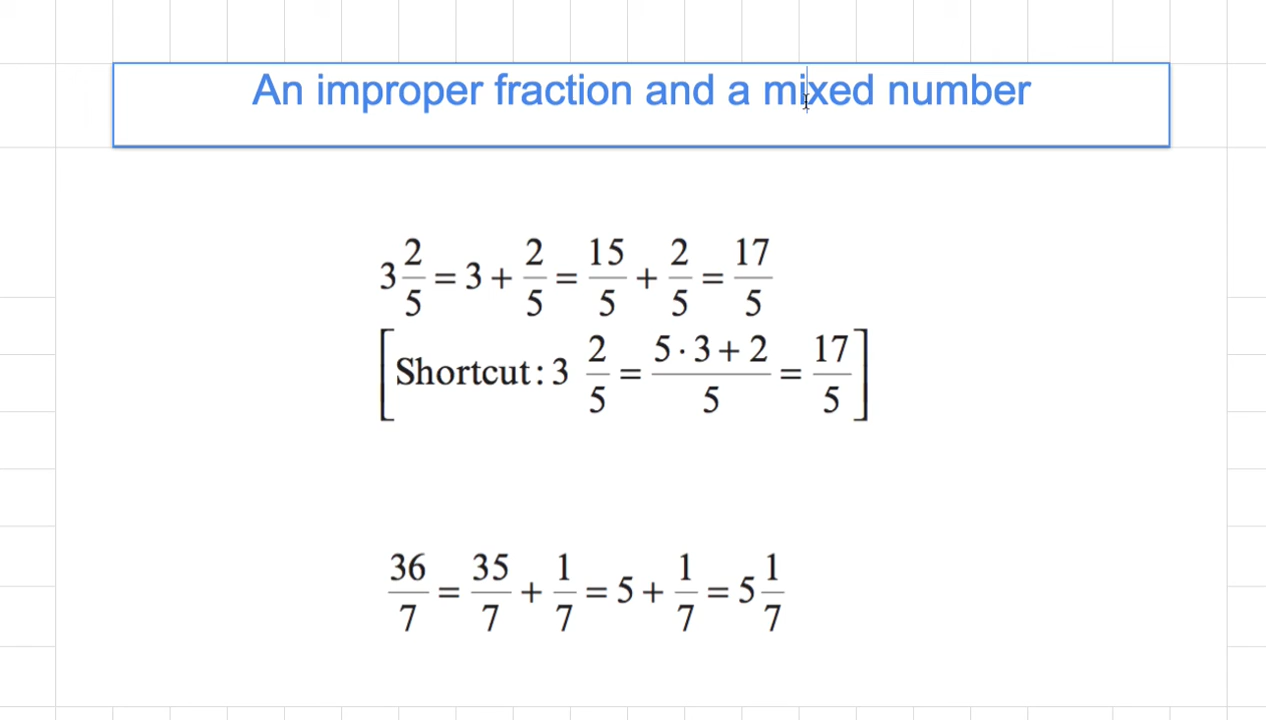 An improper fraction and a mixed number
3 2/5 = 3 + 2/5 = 15/5 + 2/5 = 17/5
[Shortcut: 3 2/5 = 5 · 3 + 2/5 = 17/5]
36/7 = 35/7 + 1/7 = 5 + 1/7 = 5 1/7